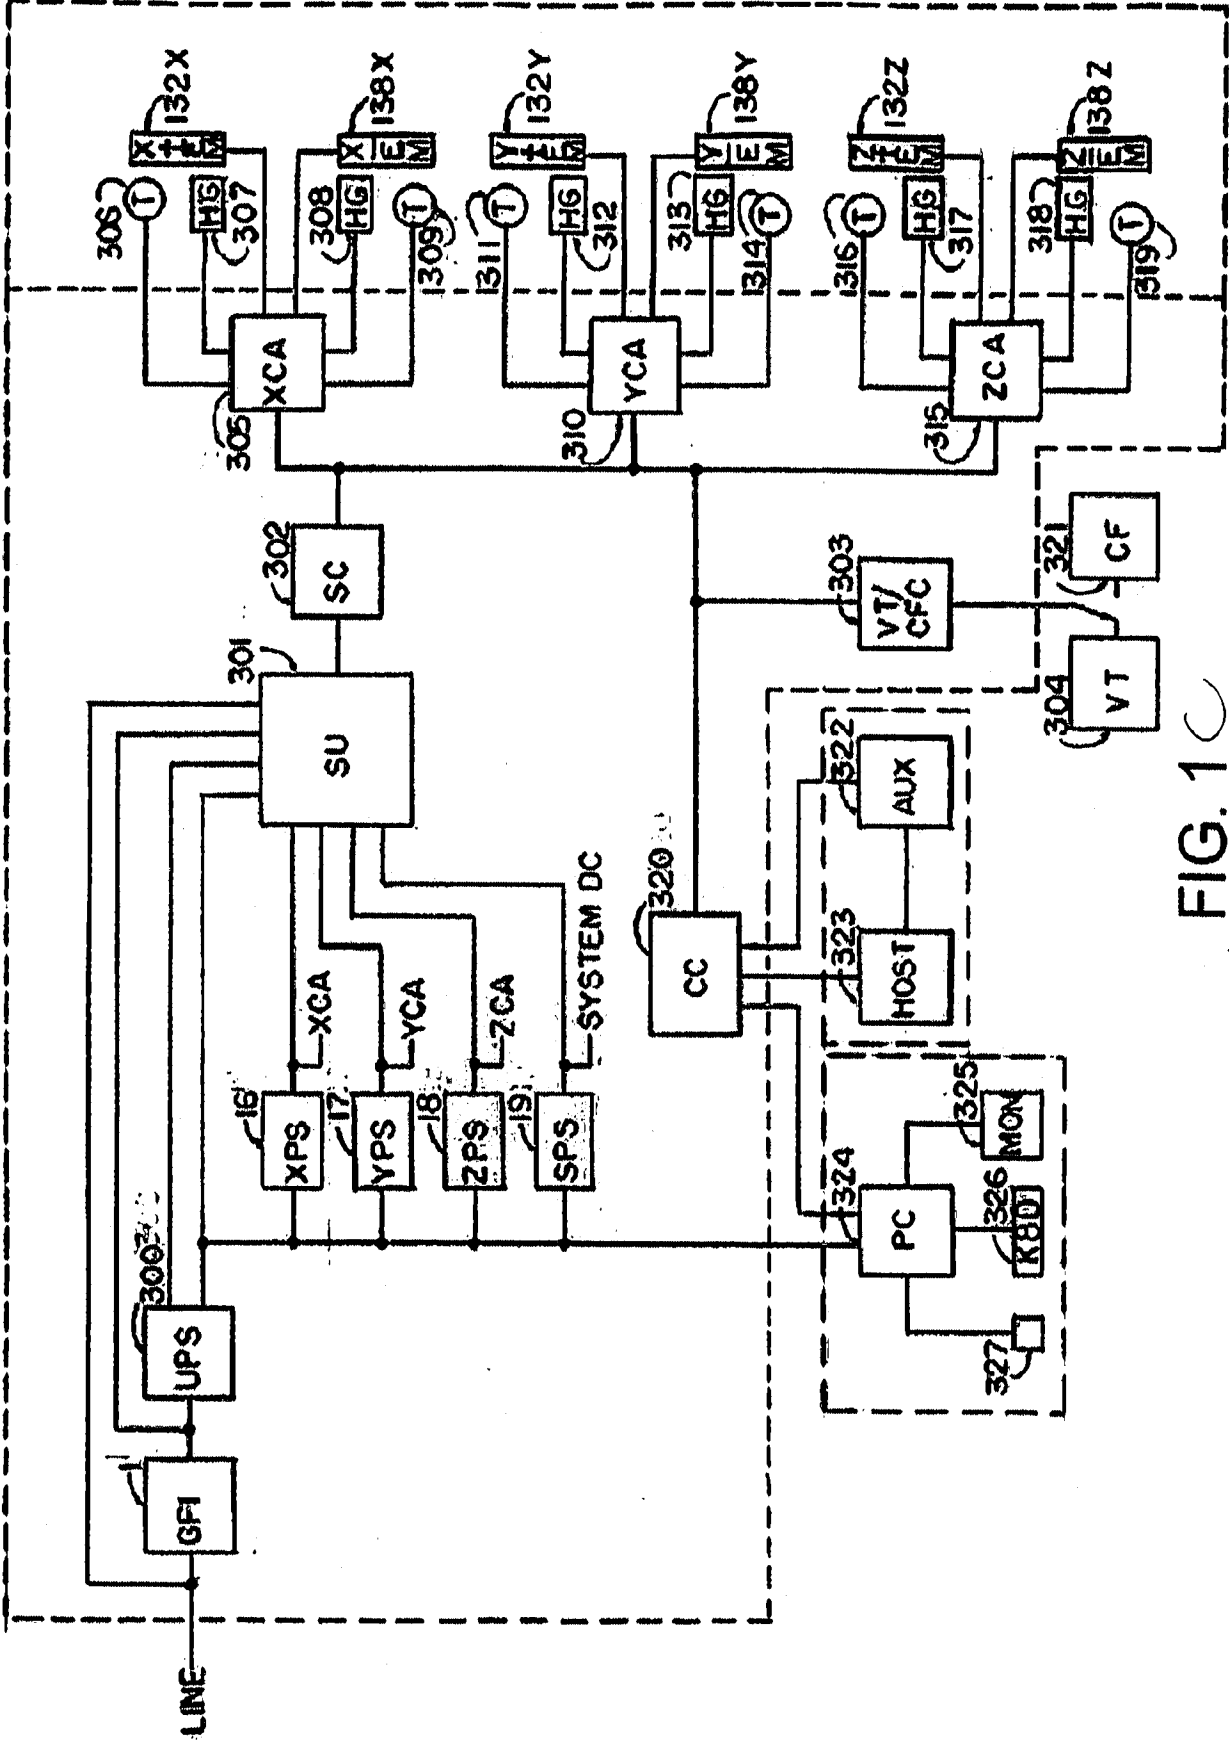 LINE
GFI
1
UPS
300
XPS
16
XCA
YPS
17
YCA
ZPS
18
ZCA
SPS
19
SYSTEM DC
SU
301
SC
302
XCA
305
T
306
HG
307
X
E
M
132X
X
E
M
138X
HG
308
T
309
YCA
310
T
311
HG
312
Y
E
M
132Y
Y
E
M
138Y
HG
313
T
314
ZCA
315
T
316
HG
317
Z
E
M
132Z
Z
E
M
138Z
HG
318
T
319
CC
320
VT/
CFC
303
VT
304
CF
321
AUX
322
HOST
323
PC
324
MON
325
KBD
326
327
FIG. 1